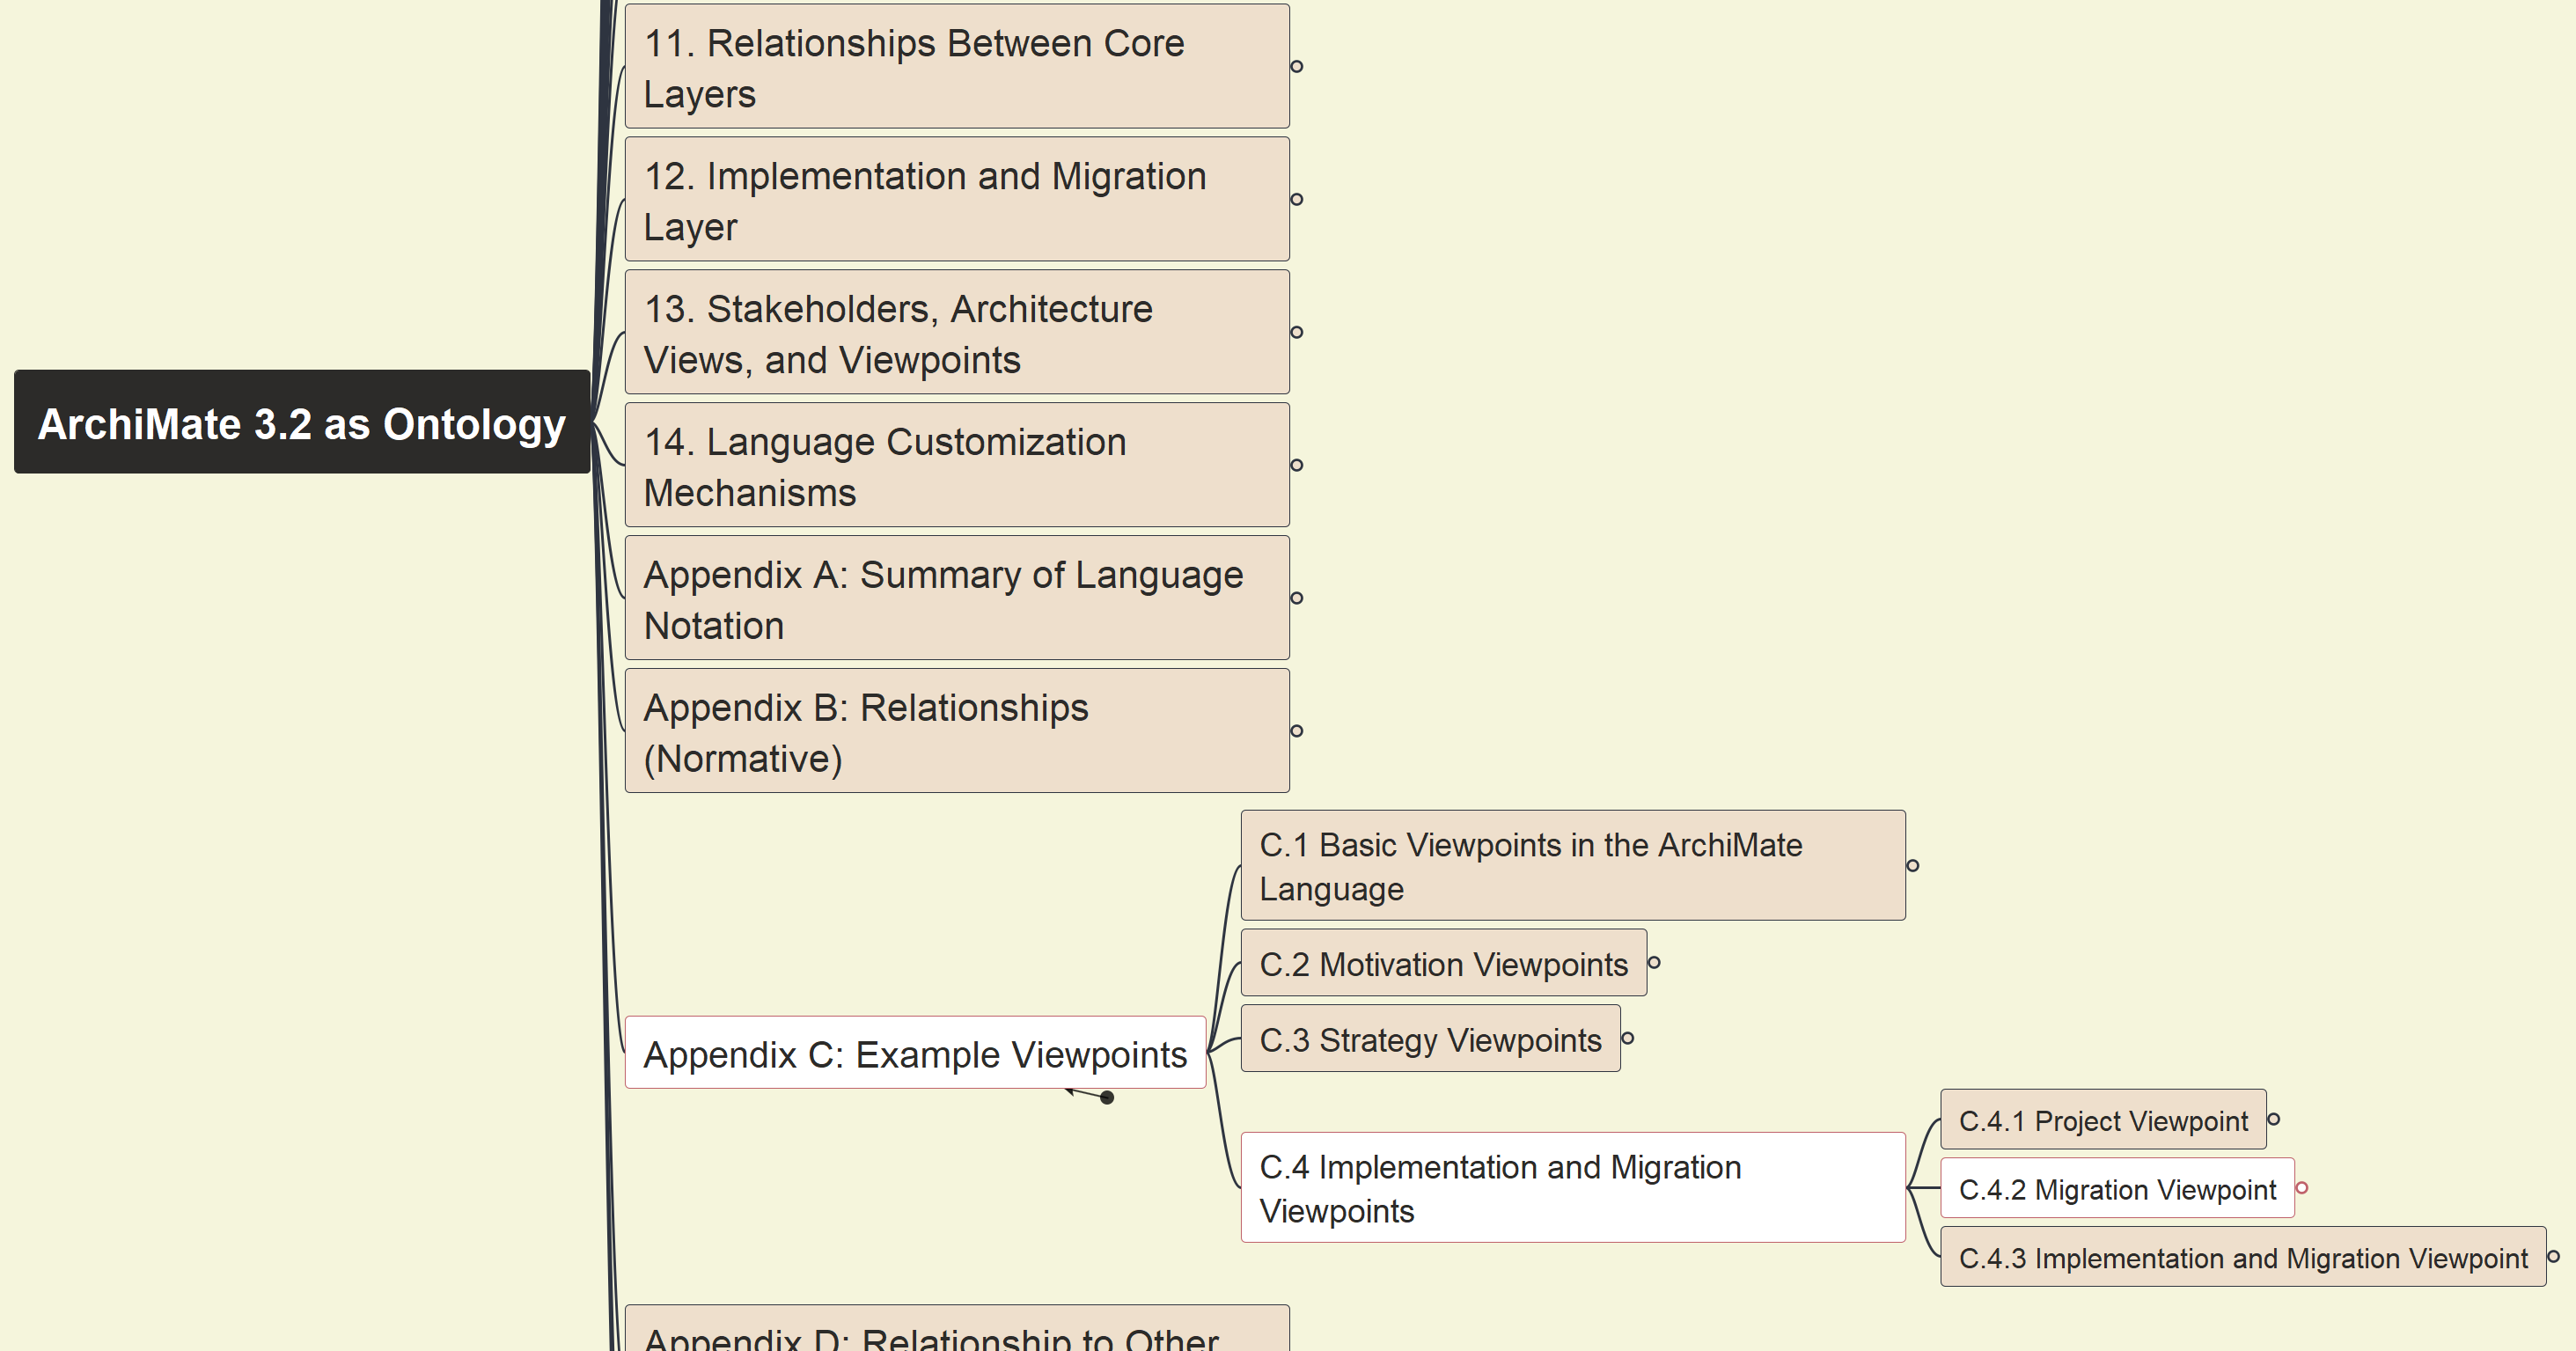 11. Relationships Between Core
Layers
12. Implementation and Migration
Layer
13. Stakeholders, Architecture
Views, and Viewpoints
ArchiMate 3.2 as Ontology
14. Language Customization
Mechanisms
Appendix A: Summary of Language
Notation
Appendix B: Relationships
(Normative)
Appendix C: Example Viewpoints
C.1 Basic Viewpoints in the ArchiMate
Language
C.2 Motivation Viewpoints
C.3 Strategy Viewpoints
C.4 Implementation and Migration
Viewpoints
C.4.1 Project Viewpoint
C.4.2 Migration Viewpoint
C.4.3 Implementation and Migration Viewpoint
Appendix D: Relationship to Other